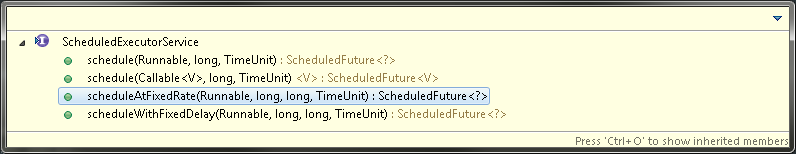 ScheduledExecutorService
schedule(Runnable, long, TimeUnit) : ScheduledFuture<?>
schedule(Callable<V>, long, TimeUnit) <V> : ScheduledFuture<V>
scheduleAtFixedRate(Runnable, long, long, TimeUnit) : ScheduledFuture<?>
scheduleWithFixedDelay(Runnable, long, long, TimeUnit) : ScheduledFuture<?>
Press 'Ctrl+O' to show inherited members